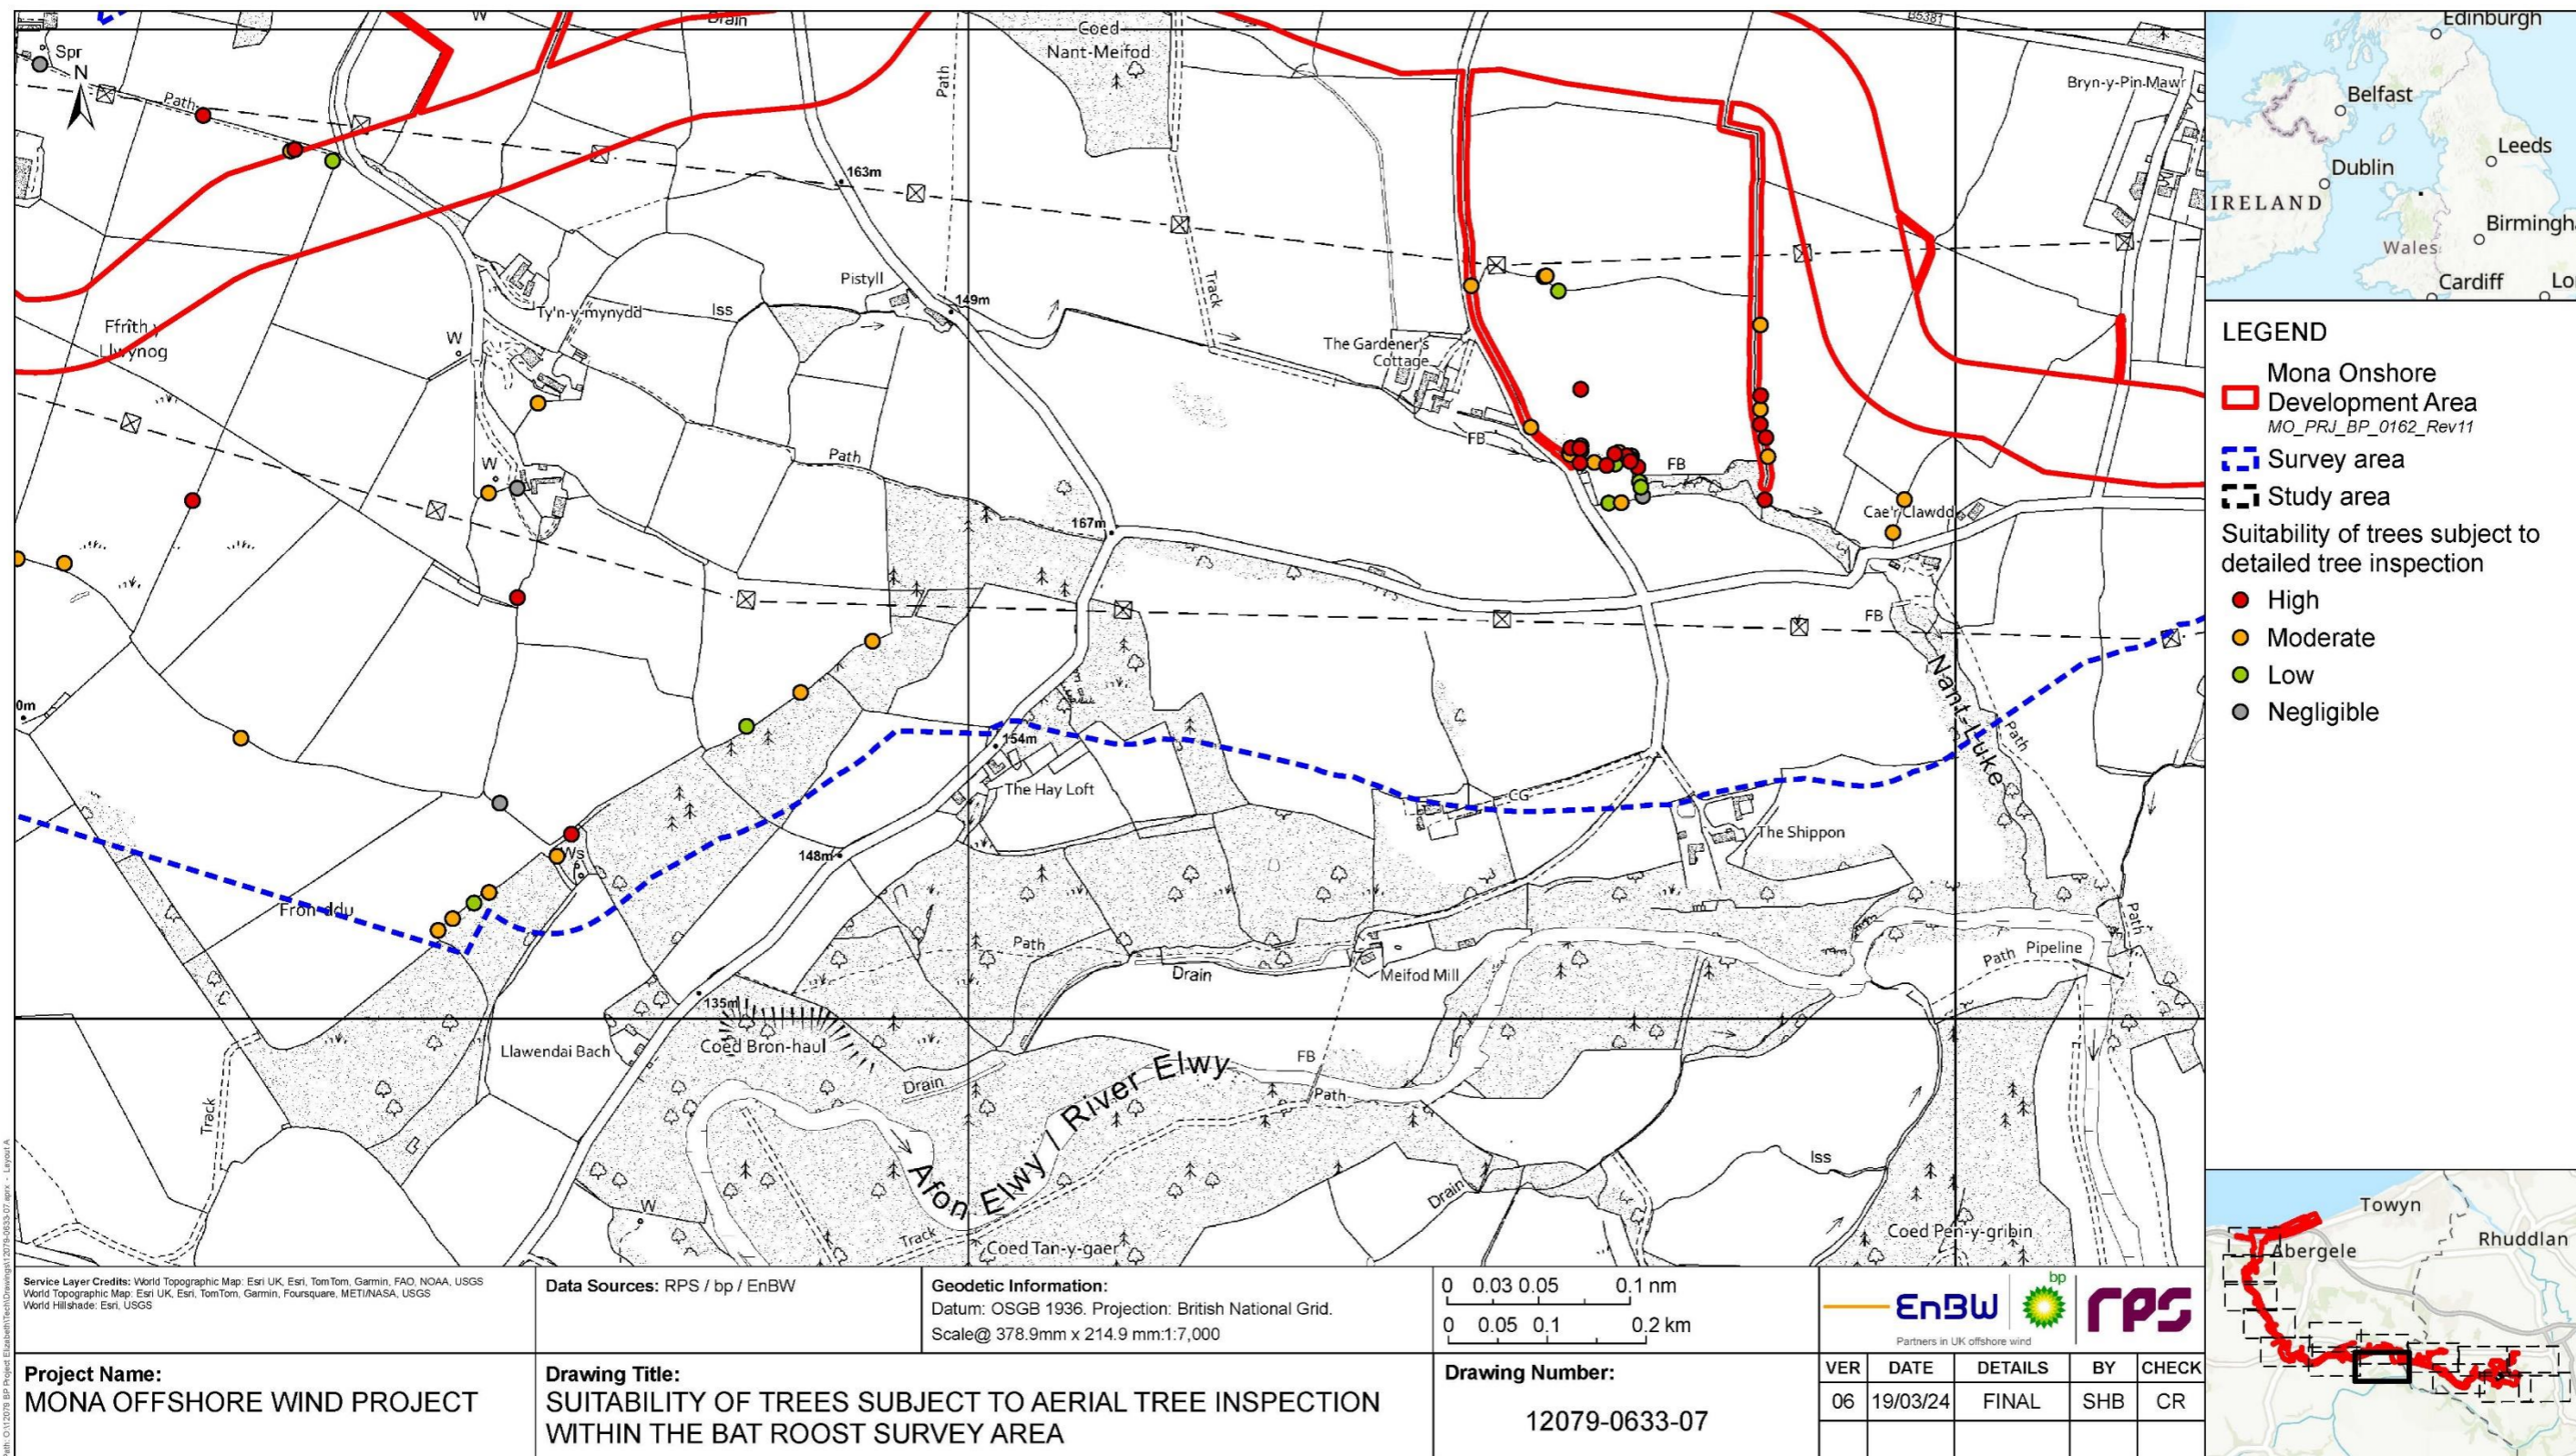 Drain
W
B5381
Coed
Nant-Meifod
Spr
N
Path
Path
Bryn-y-Pin-Mawr
163m
Pistyll
149m
Track
Ty'n-y-mynydd
Iss
Ffrith y
Llwynog
W
The Gardener's
Cottage
FB
FB
Path
W
167m
Cae'r Clawdd
FB
0m
Nant-Luke
Path
154m
The Hay Loft
CG
The Shippon
148m
Ws
Fron-ddu
Path
Path
Pipeline
Path
Drain
Meifod Mill
135m
Coed Bron-haul
Llawendai Bach
Drain
FB
Path
Afon Elwy / River Elwy
Track
Iss
Drain
W
Track
Coed Tan-y-gaer
Coed Pen-y-gribin
Edinburgh
Belfast
Leeds
Dublin
IRELAND
Birmingh
Wales
Cardiff
Lo
LEGEND
Mona Onshore
Development Area
MO_PRJ_BP_0162_Rev11
Survey area
Study area
Suitability of trees subject to
detailed tree inspection
High
Moderate
Low
Negligible
Towyn
Abergele
Rhuddlan
Service Layer Credits: World Topographic Map: Esri UK, Esri, TomTom, Garmin, FAO, NOAA, USGS
World Topographic Map: Esri UK, Esri, TomTom, Garmin, Foursquare, METI/NASA, USGS
World Hillshade: Esri, USGS
Data Sources: RPS / bp / EnBW
Geodetic Information:
Datum: OSGB 1936. Projection: British National Grid.
Scale@ 378.9mm x 214.9 mm:1:7,000
0 0.03 0.05 0.1 nm
0 0.05 0.1 0.2 km
EnBW bp rps
Partners in UK offshore wind
Project Name:
MONA OFFSHORE WIND PROJECT
Drawing Title:
SUITABILITY OF TREES SUBJECT TO AERIAL TREE INSPECTION
WITHIN THE BAT ROOST SURVEY AREA
Drawing Number:
12079-0633-07
VER DATE DETAILS BY CHECK
06 19/03/24 FINAL SHB CR